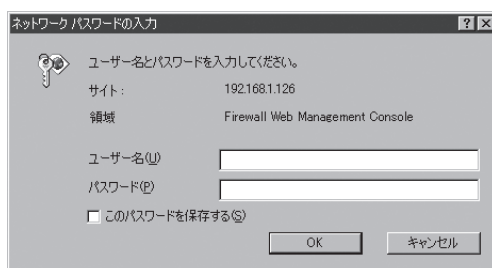 ネットワーク パスワードの入力
ユーザー名とパスワードを入力してください。
サイト: 192.168.1.126
領域 Firewall Web Management Console
ユーザー名(U)
パスワード(P)
このパスワードを保存する(S)
OK キャンセル